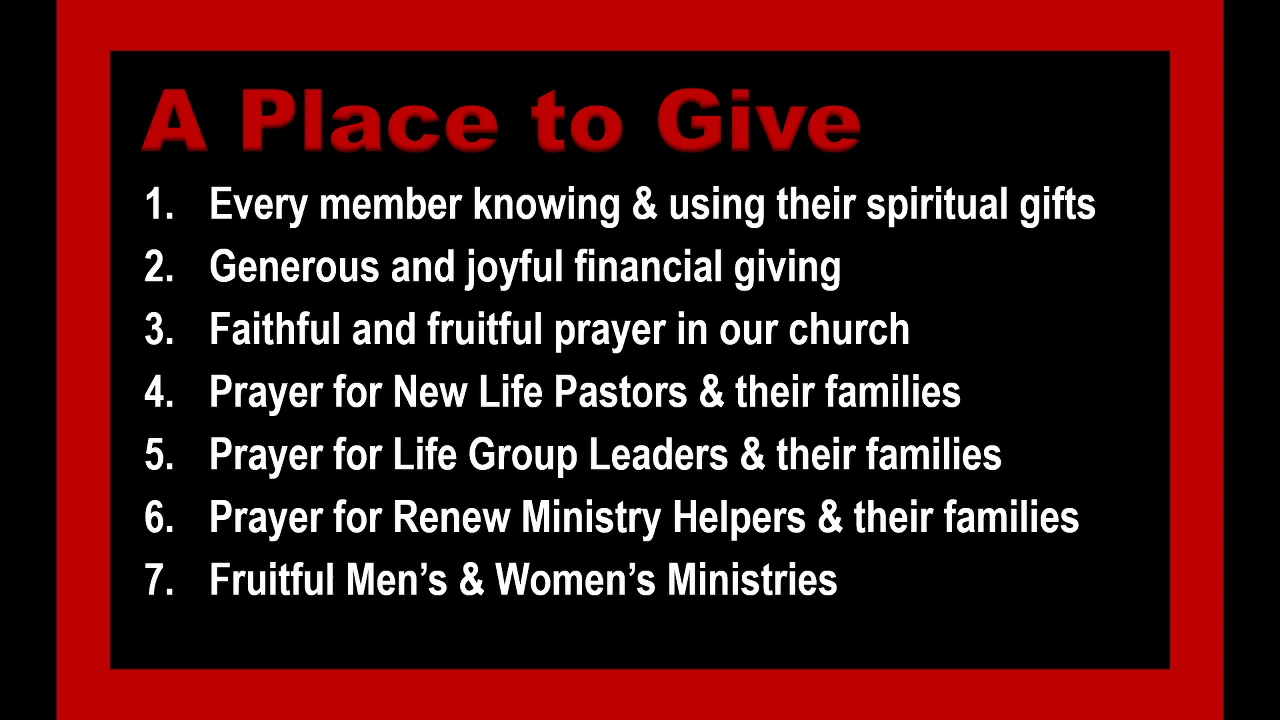 A Place to Give
1. Every member knowing & using their spiritual gifts
2. Generous and joyful financial giving
3. Faithful and fruitful prayer in our church
4. Prayer for New Life Pastors & their families
5. Prayer for Life Group Leaders & their families
6. Prayer for Renew Ministry Helpers & their families
7. Fruitful Men’s & Women’s Ministries